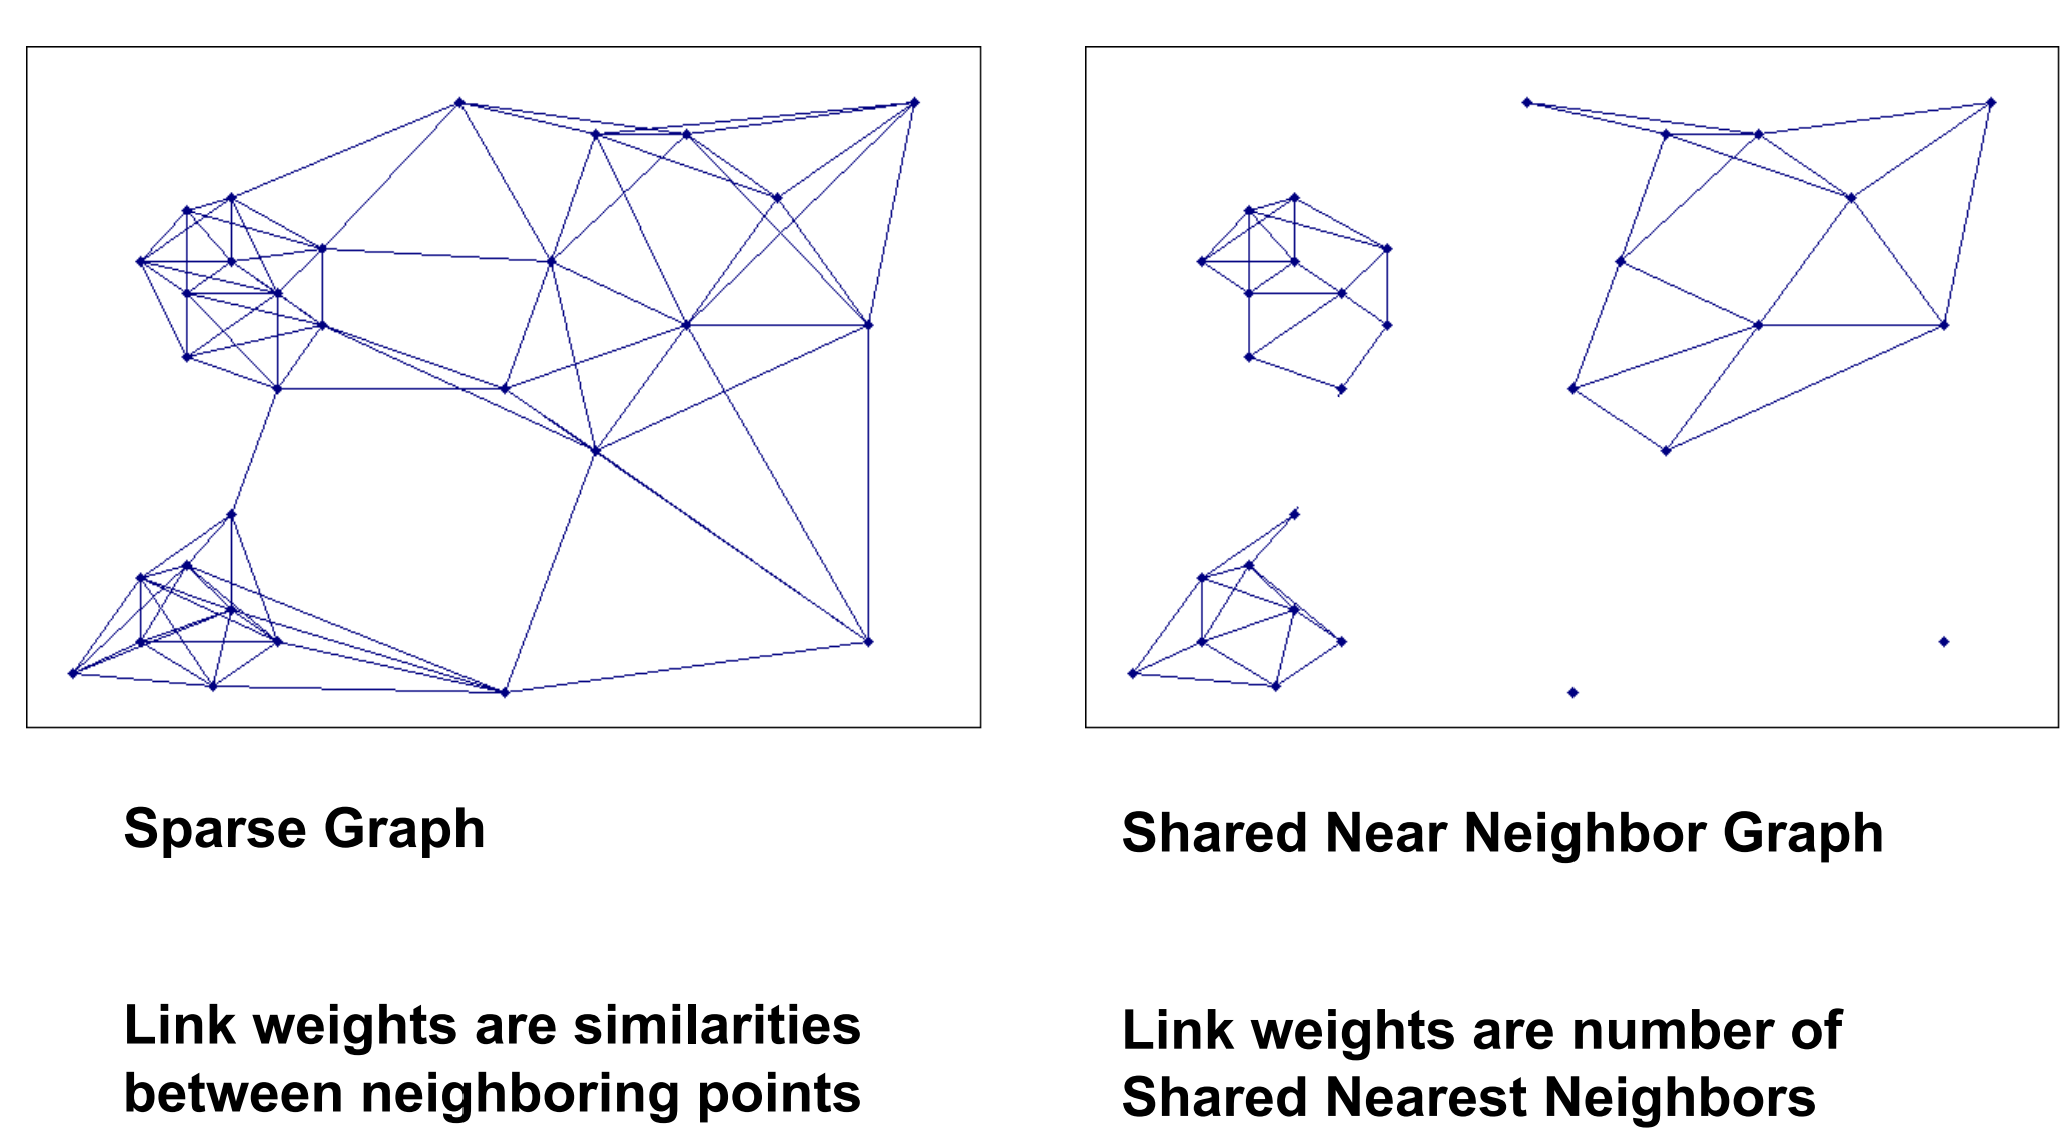 Sparse Graph
Shared Near Neighbor Graph
Link weights are similarities
between neighboring points
Link weights are number of
Shared Nearest Neighbors